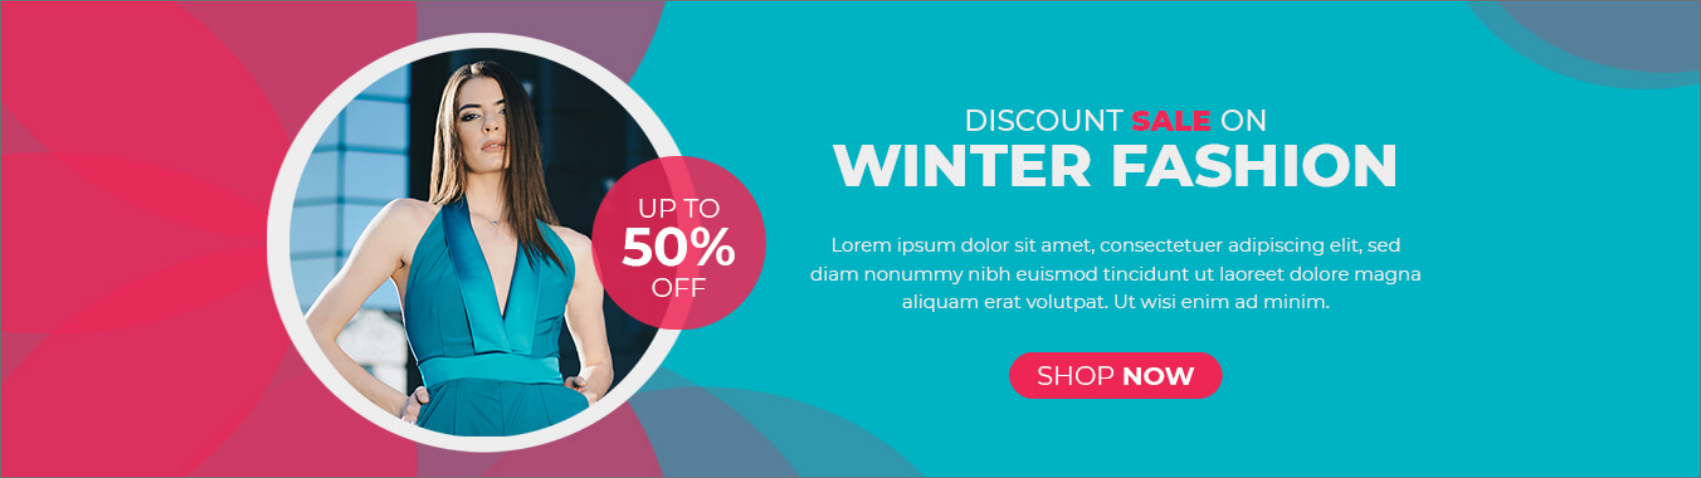 UP TO
50%
OFF
DISCOUNT SALE ON
WINTER FASHION
Lorem ipsum dolor sit amet, consectetuer adipiscing elit, sed
diam nonummy nibh euismod tincidunt ut laoreet dolore magna
aliquam erat volutpat. Ut wisi enim ad minim.
SHOP NOW